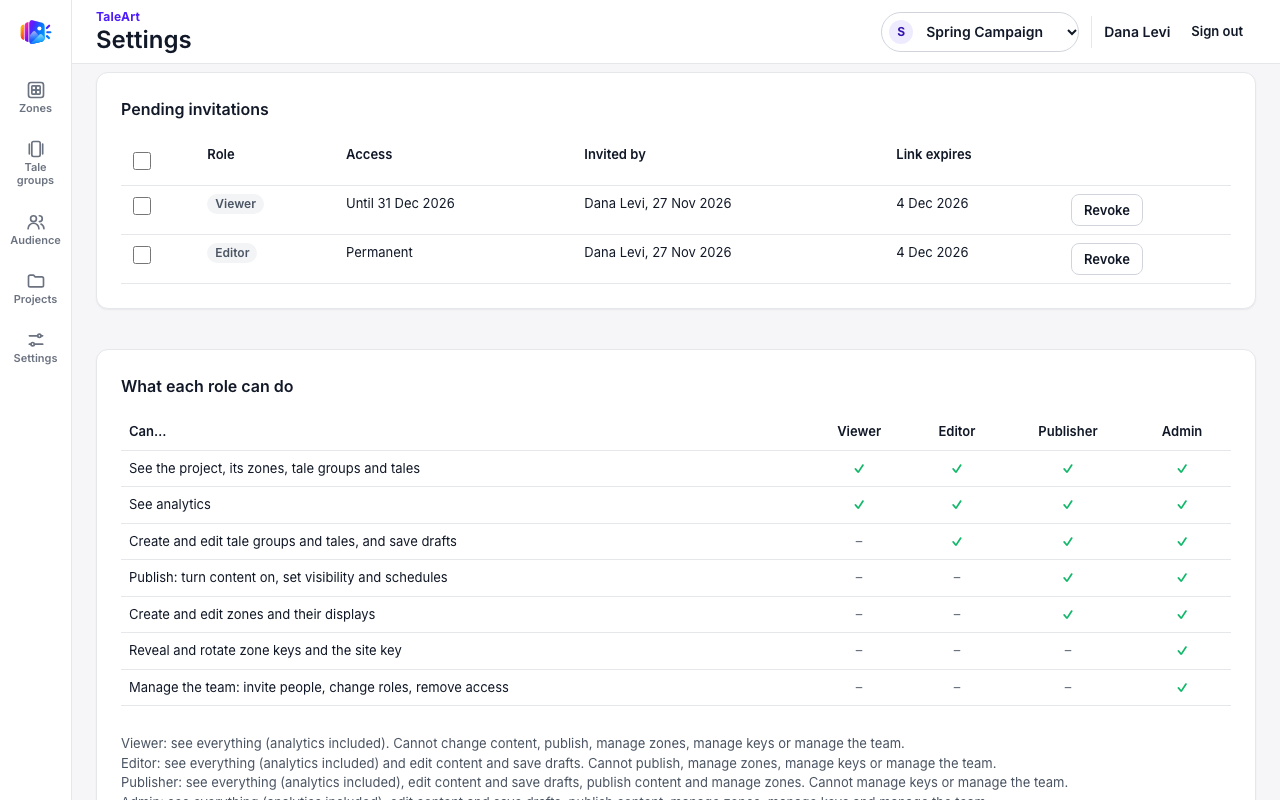 TaleArt
Settings
S Spring Campaign
Dana Levi
Sign out
Zones
Tale
groups
Audience
Projects
Settings
Pending invitations
Role Access Invited by Link expires
Viewer Until 31 Dec 2026 Dana Levi, 27 Nov 2026 4 Dec 2026 Revoke
Editor Permanent Dana Levi, 27 Nov 2026 4 Dec 2026 Revoke
What each role can do
Can… Viewer Editor Publisher Admin
See the project, its zones, tale groups and tales ✓ ✓ ✓ ✓
See analytics ✓ ✓ ✓ ✓
Create and edit tale groups and tales, and save drafts – ✓ ✓ ✓
Publish: turn content on, set visibility and schedules – – ✓ ✓
Create and edit zones and their displays – – ✓ ✓
Reveal and rotate zone keys and the site key – – – ✓
Manage the team: invite people, change roles, remove access – – – ✓
Viewer: see everything (analytics included). Cannot change content, publish, manage zones, manage keys or manage the team.
Editor: see everything (analytics included) and edit content and save drafts. Cannot publish, manage zones, manage keys or manage the team.
Publisher: see everything (analytics included), edit content and save drafts, publish content and manage zones. Cannot manage keys or manage the team.